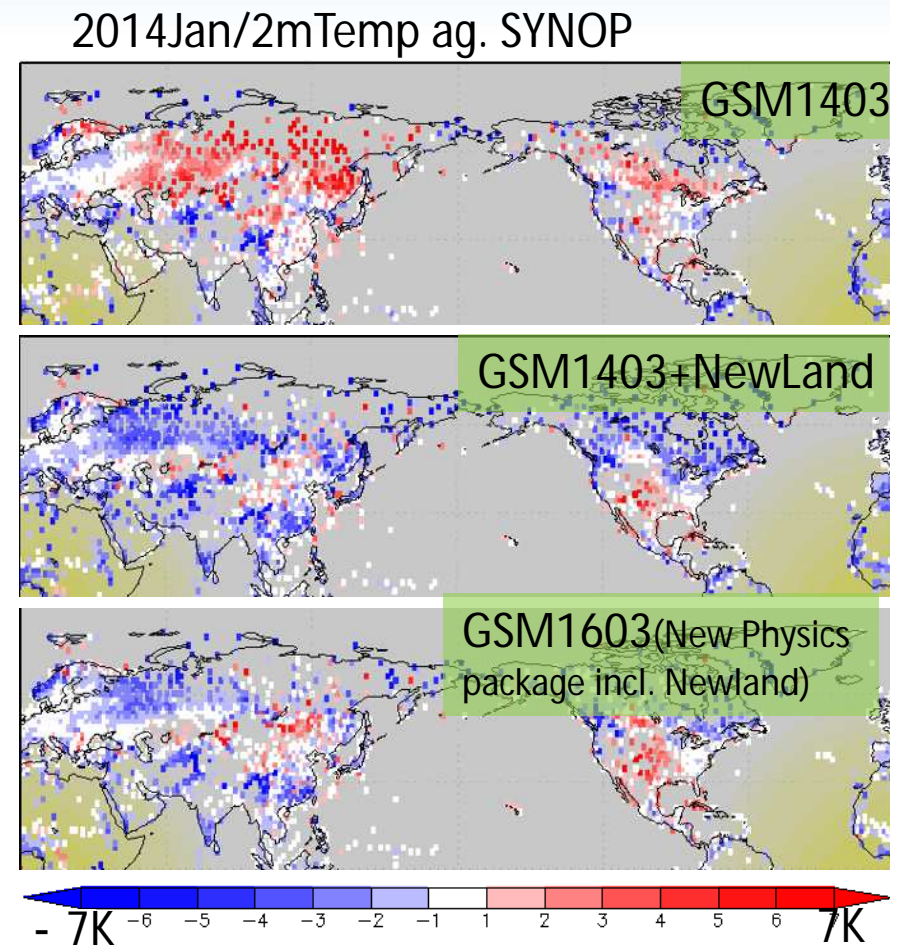 2014Jan/2mTemp ag. SYNOP
GSM1403
GSM1403+NewLand
GSM1603(New Physics
package incl. Newland)
- 7K -6 -5 -4 -3 -2 -1 1 2 3 4 5 6 7K